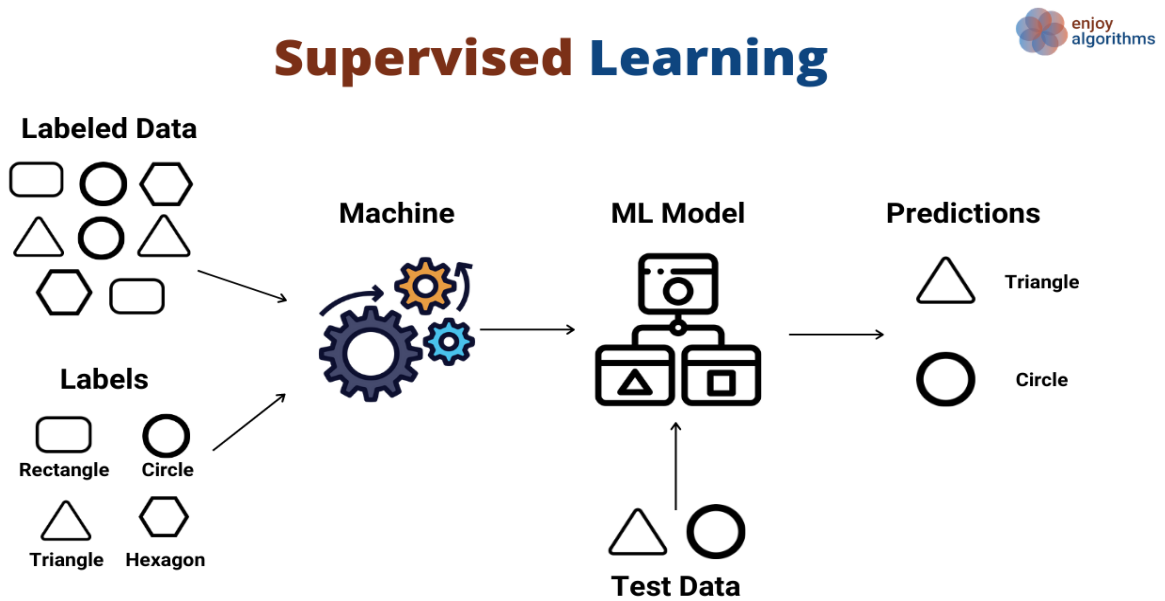 enjoy
algorithms
Supervised Learning
Labeled Data
Machine
ML Model
Predictions
Triangle
Circle
Labels
Rectangle
Circle
Triangle
Hexagon
Test Data